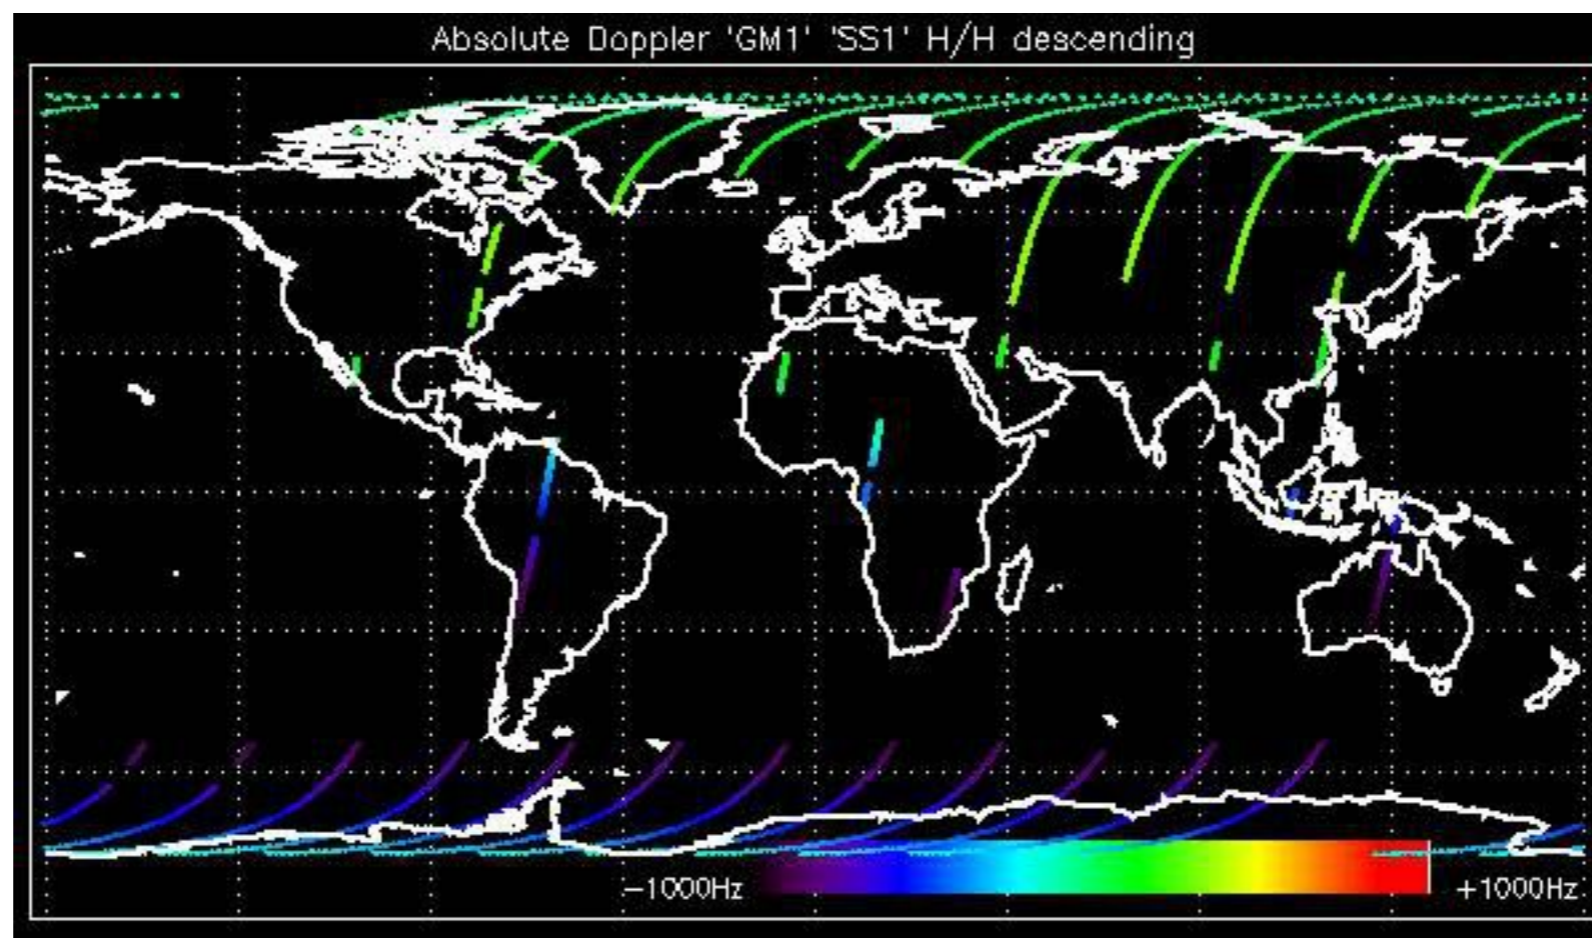 Absolute Doppler 'GM1' 'SS1' H/H descending
−1000Hz
+1000Hz